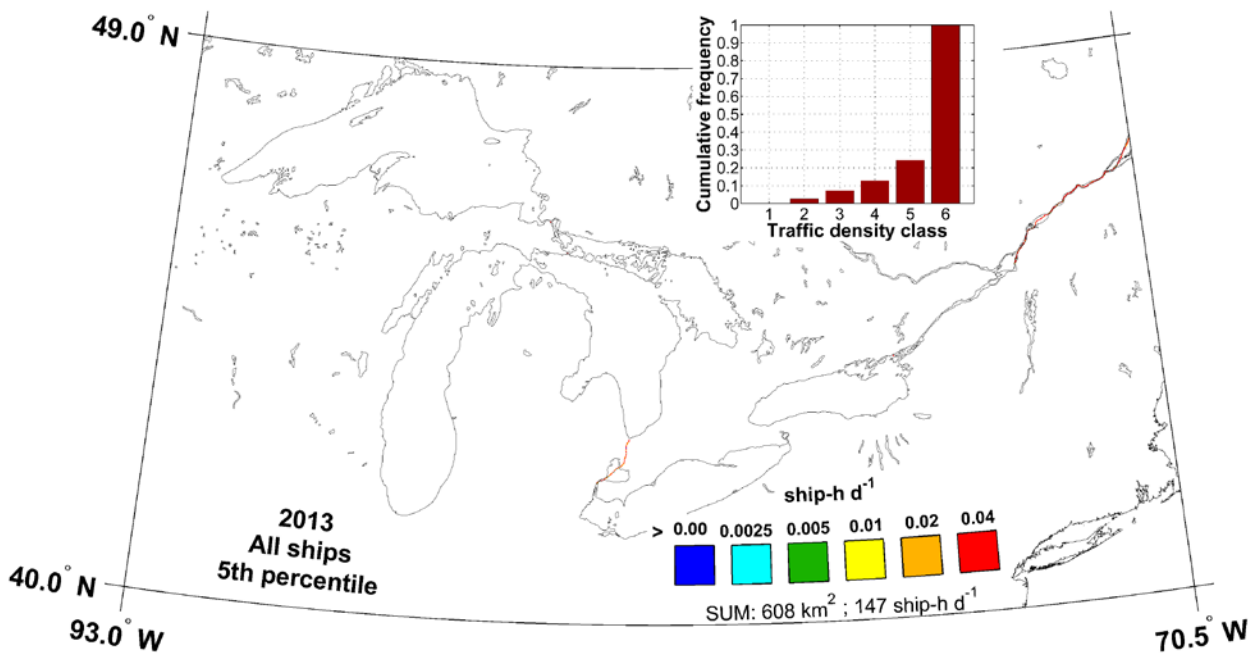 49.0° N
1
0.9
0.8
0.7
0.6
0.5
0.4
0.3
0.2
0.1
0
Cumulative frequency
1 2 3 4 5 6
Traffic density class
2013
All ships
5th percentile
ship-h d⁻¹
> 0.00 0.0025 0.005 0.01 0.02 0.04
SUM: 608 km² ; 147 ship-h d⁻¹
40.0° N
93.0° W
70.5° W